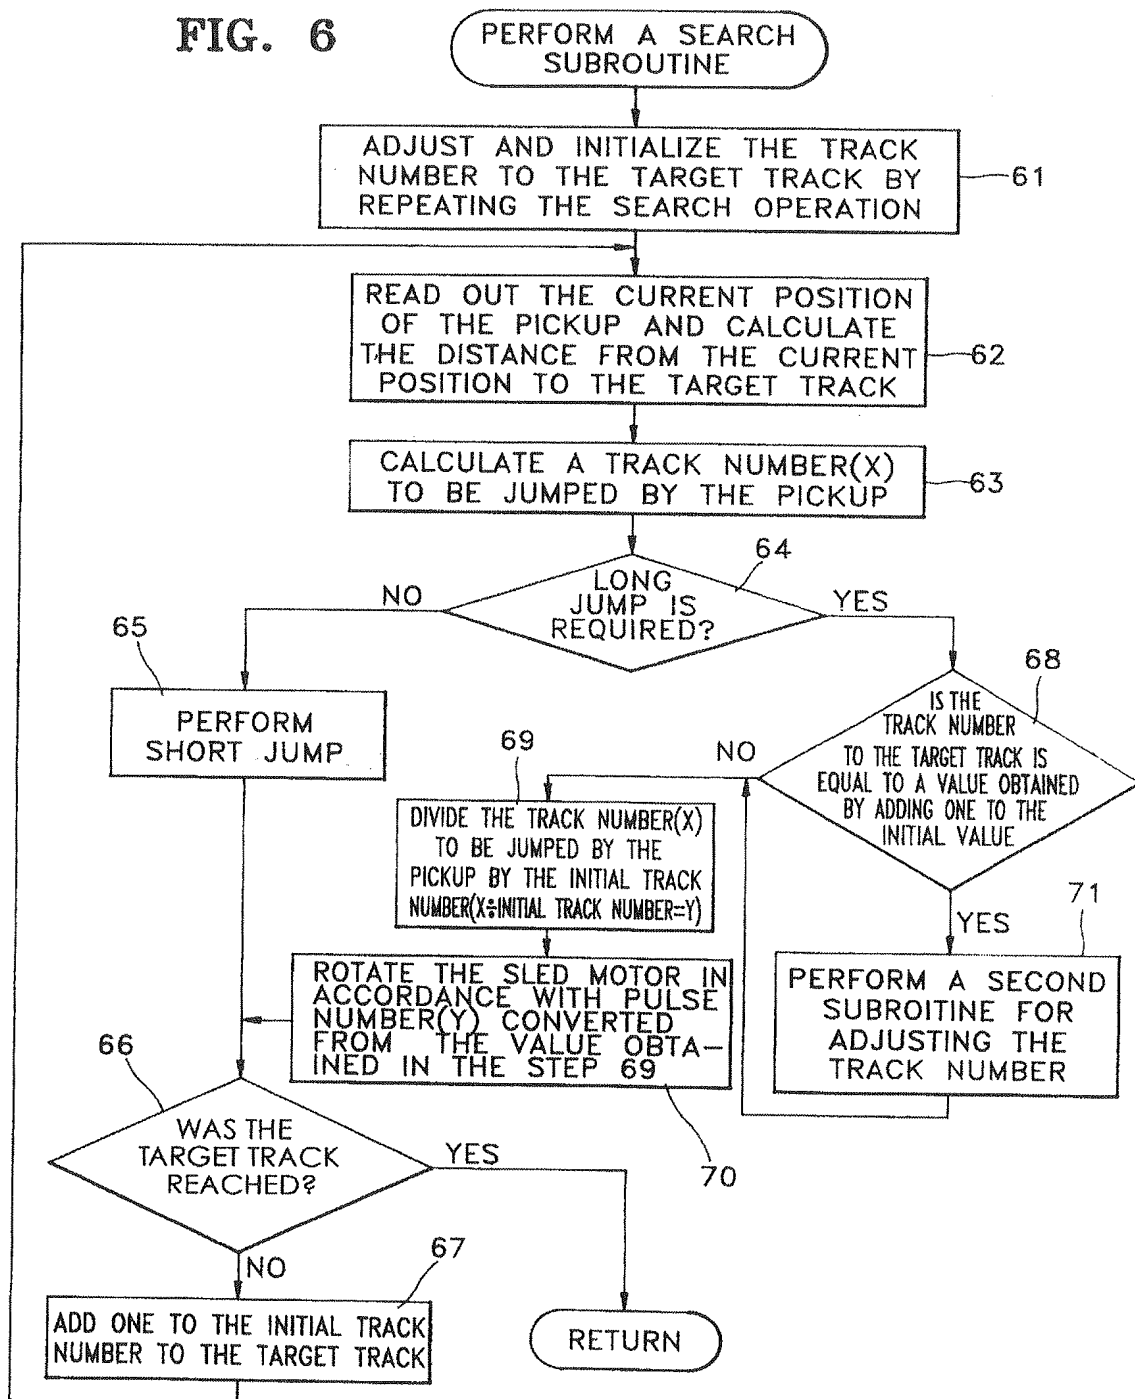 FIG. 6
PERFORM A SEARCH
SUBROUTINE
ADJUST AND INITIALIZE THE TRACK
NUMBER TO THE TARGET TRACK BY
REPEATING THE SEARCH OPERATION
61
READ OUT THE CURRENT POSITION
OF THE PICKUP AND CALCULATE
THE DISTANCE FROM THE CURRENT
POSITION TO THE TARGET TRACK
62
CALCULATE A TRACK NUMBER(X)
TO BE JUMPED BY THE PICKUP
63
64
LONG
JUMP IS
REQUIRED?
NO
YES
65
PERFORM
SHORT JUMP
68
IS THE
TRACK NUMBER
TO THE TARGET TRACK IS
EQUAL TO A VALUE OBTAINED
BY ADDING ONE TO THE
INITIAL VALUE
NO
YES
69
DIVIDE THE TRACK NUMBER(X)
TO BE JUMPED BY THE
PICKUP BY THE INITIAL TRACK
NUMBER(X÷INITIAL TRACK NUMBER=Y)
71
PERFORM A SECOND
SUBROITINE FOR
ADJUSTING THE
TRACK NUMBER
ROTATE THE SLED MOTOR IN
ACCORDANCE WITH PULSE
NUMBER(Y) CONVERTED
FROM THE VALUE OBTA-
INED IN THE STEP 69
70
66
WAS THE
TARGET TRACK
REACHED?
YES
NO
67
ADD ONE TO THE INITIAL TRACK
NUMBER TO THE TARGET TRACK
RETURN